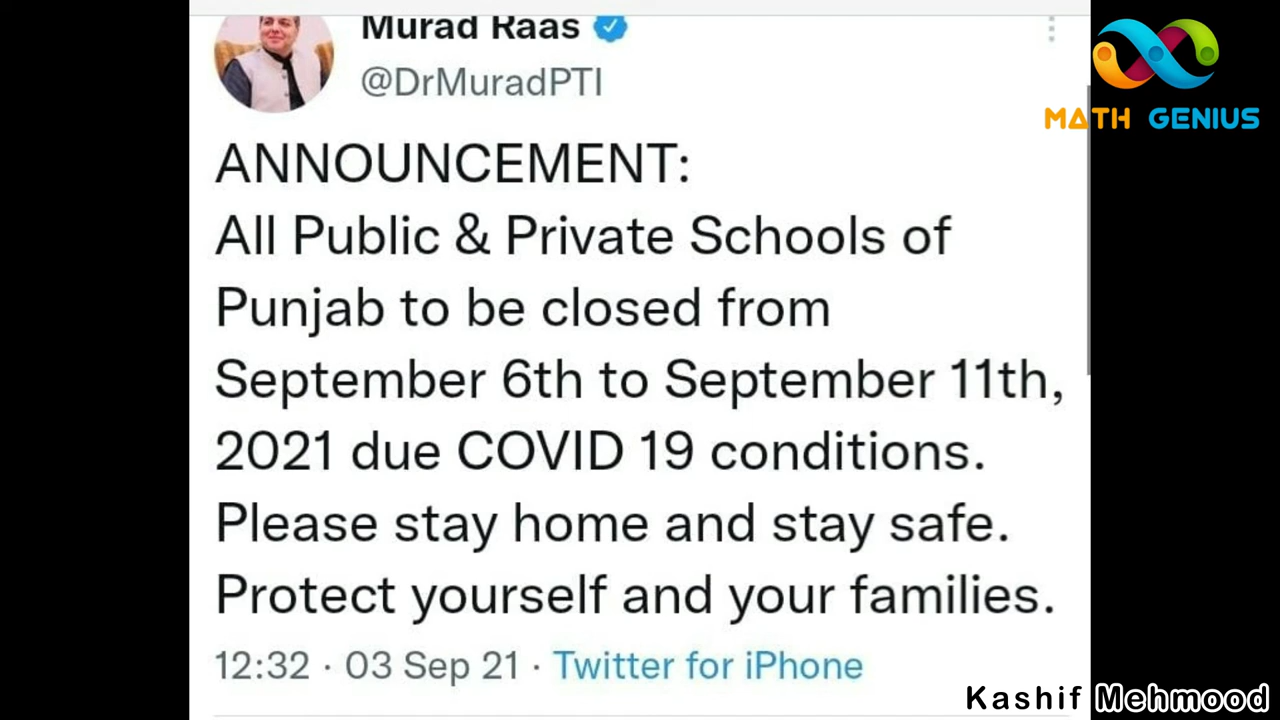 Murad Raas
@DrMuradPTI
MATH GENIUS
ANNOUNCEMENT:
All Public & Private Schools of
Punjab to be closed from
September 6th to September 11th,
2021 due COVID 19 conditions.
Please stay home and stay safe.
Protect yourself and your families.
12:32 · 03 Sep 21 · Twitter for iPhone
Kashif Mehmood